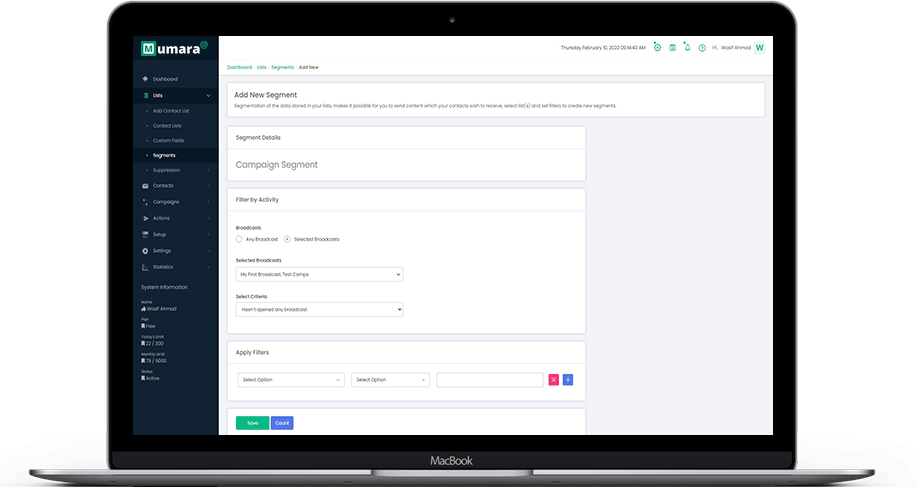 Mumara
Thursday February 10, 2022 09:14:43 AM
Hi, Wasif Ahmad
W
Dashboard
Lists
Add Contact List
Contact Lists
Custom Fields
Segments
Suppression
Contacts
Campaigns
Actions
Setup
Settings
Statistics
System Information
Name
Wasif Ahmad
Plan
Free
Today's Limit
22 / 300
Monthly Limit
79 / 9000
Status
Active
Dashboard Lists Segments Add New
Add New Segment
Segmentation of the data stored in your lists, makes it possible for you to send content which your contacts wish to receive, select list(s) and set filters to create new segments.
Segment Details
Campaign Segment
Filter by Activity
Broadcasts
Any Broadcast Selected Broadcasts
Selected Broadcasts
My First Broadcast, Test Camps
Select Criteria
Hasn't opened any broadcast
Apply Filters
Select Option Select Option
Save Count
MacBook